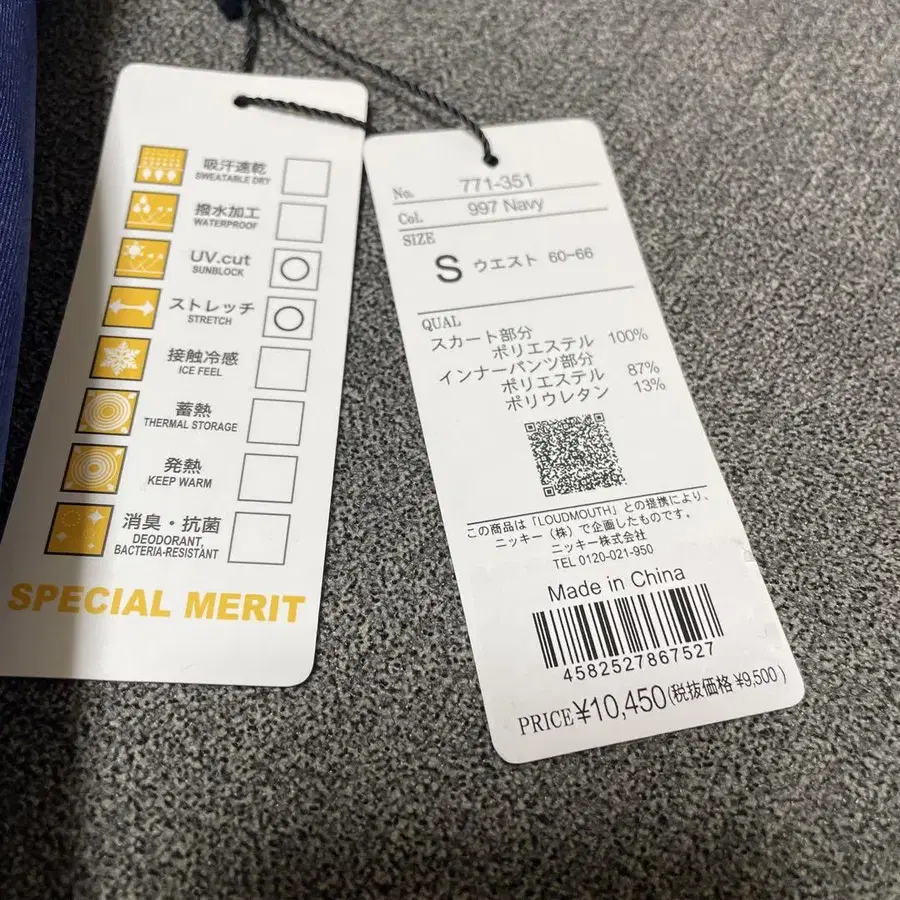 吸汗速乾
SWEATABLE DRY
撥水加工
WATERPROOF
UV.cut
SUNBLOCK
ストレッチ
STRETCH
接触冷感
ICE FEEL
蓄熱
THERMAL STORAGE
発熱
KEEP WARM
消臭・抗菌
DEODORANT,
BACTERIA-RESISTANT
SPECIAL MERIT
No. 771-351
Col. 997 Navy
SIZE
S ウエスト 60-66
QUAL
スカート部分
ポリエステル 100%
インナーパンツ部分
ポリエステル 87%
ポリウレタン 13%
この商品は「LOUDMOUTH」との提携により、
ニッキー（株）で企画したものです。
ニッキー株式会社
TEL 0120-021-950
Made in China
4582527867527
PRICE¥10,450(税抜価格 ¥9,500)